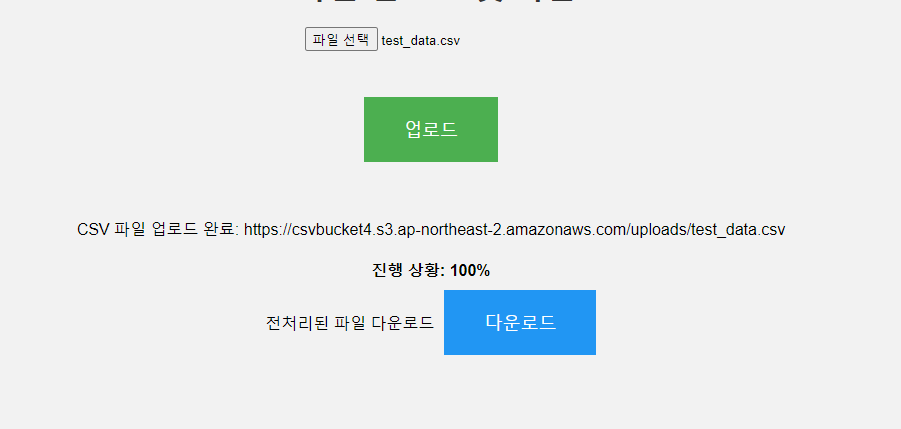 파일 선택 test_data.csv
업로드
CSV 파일 업로드 완료: https://csvbucket4.s3.ap-northeast-2.amazonaws.com/uploads/test_data.csv
진행 상황: 100%
전처리된 파일 다운로드 다운로드